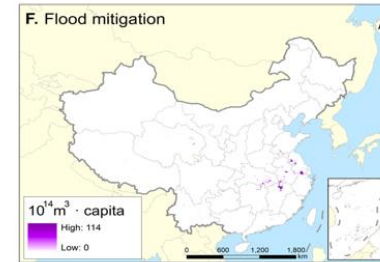 F. Flood mitigation
10¹⁴m³ · capita
High: 114
Low: 0
0 600 1,200 1,800
km